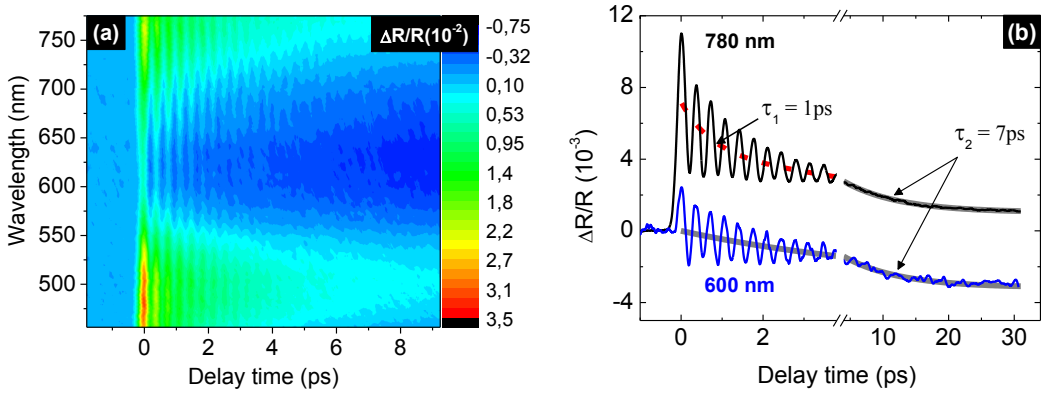 (a)
ΔR/R(10⁻²)
750
700
650
600
550
500
Wavelength (nm)
0 2 4 6 8
Delay time (ps)
-0,75
-0,32
0,10
0,53
0,95
1,4
1,8
2,2
2,7
3,1
3,5
(b)
780 nm
τ₁ = 1ps
τ₂ = 7ps
600 nm
12
8
4
0
-4
ΔR/R (10⁻³)
0 2 10 20 30
Delay time (ps)